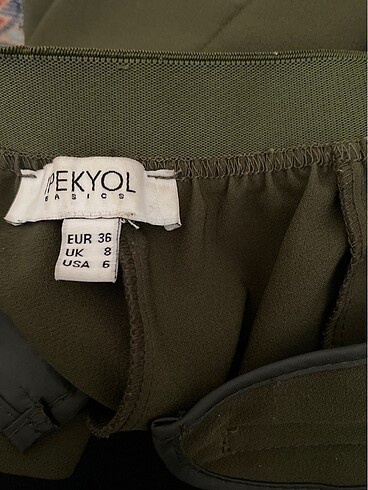 IPEKYOL
BASICS
EUR 36
UK 8
USA 6